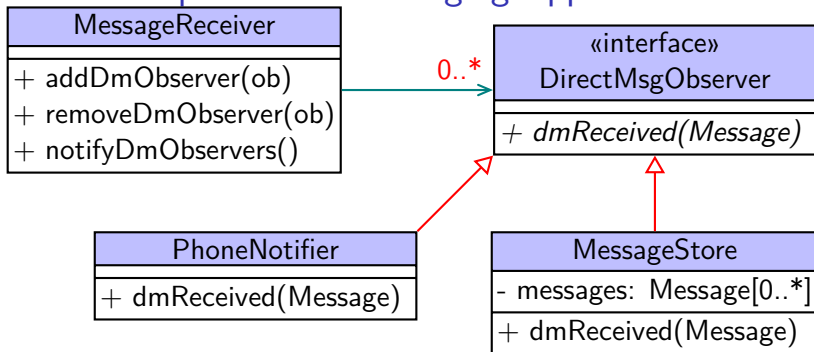 MessageReceiver
+ addDmObserver(ob)
+ removeDmObserver(ob)
+ notifyDmObservers()
0..*
«interface»
DirectMsgObserver
+ dmReceived(Message)
PhoneNotifier
+ dmReceived(Message)
MessageStore
- messages: Message[0..*]
+ dmReceived(Message)